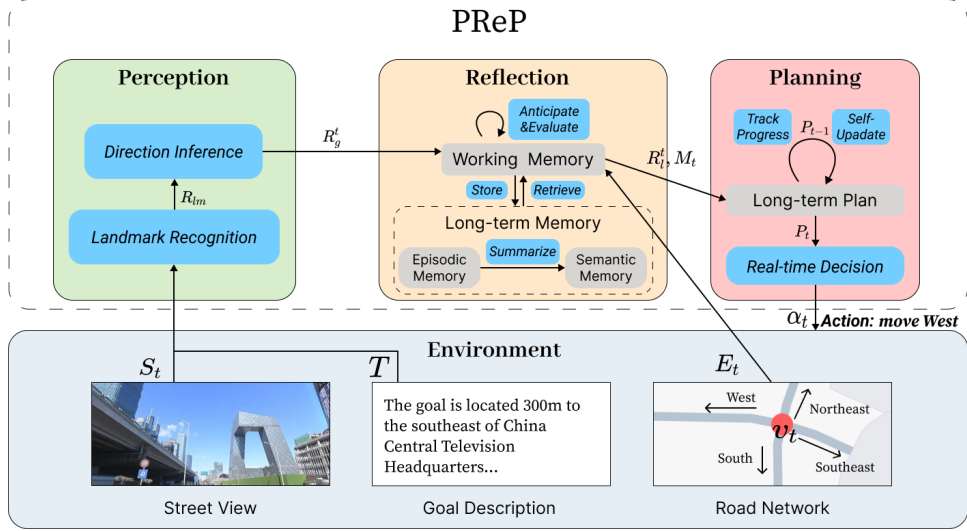 PReP
Perception
Reflection
Planning
Direction Inference
R_{lm}
Landmark Recognition
R_g^t
Anticipate
&Evaluate
Working Memory
Store
Retrieve
Long-term Memory
Episodic
Memory
Summarize
Semantic
Memory
R_l^t, M_t
Track
Progress
P_{t-1}
Self-
Upadate
Long-term Plan
P_t
Real-time Decision
α_t
Action: move West
Environment
S_t
T
E_t
The goal is located 300m to
the southeast of China
Central Television
Headquarters...
West
Northeast
v_t
South
Southeast
Street View
Goal Description
Road Network